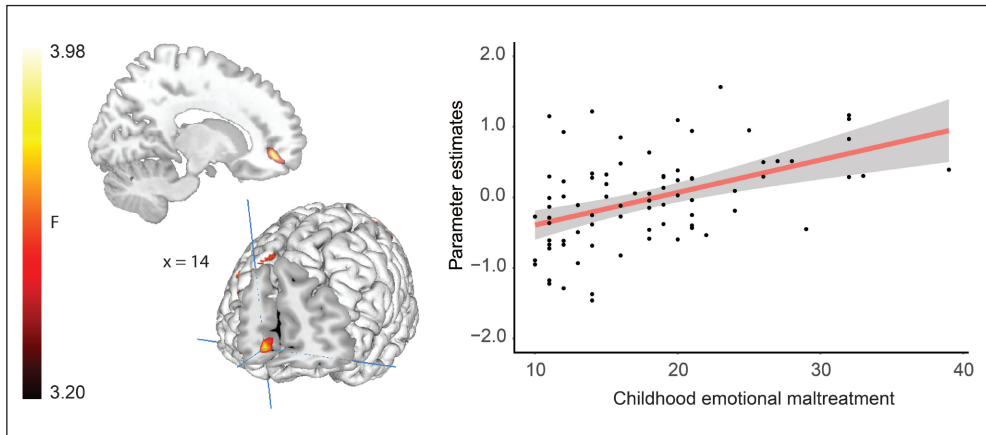 3.98
F
3.20
x = 14
Parameter estimates
2.0
1.0
0.0
−1.0
−2.0
10
20
30
40
Childhood emotional maltreatment